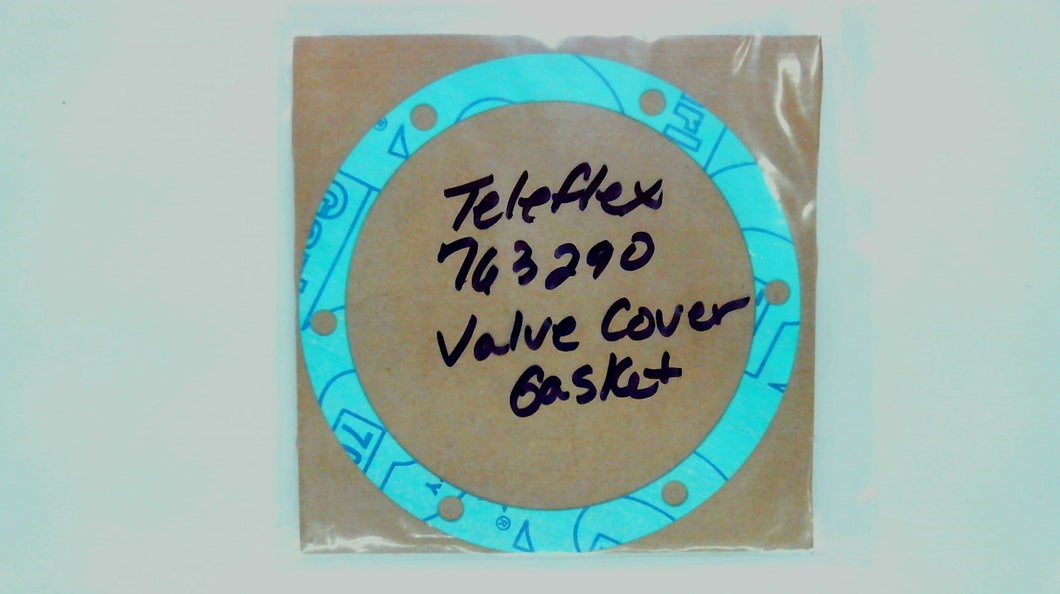 Teleflex
763290
Valve Cover
Gasket